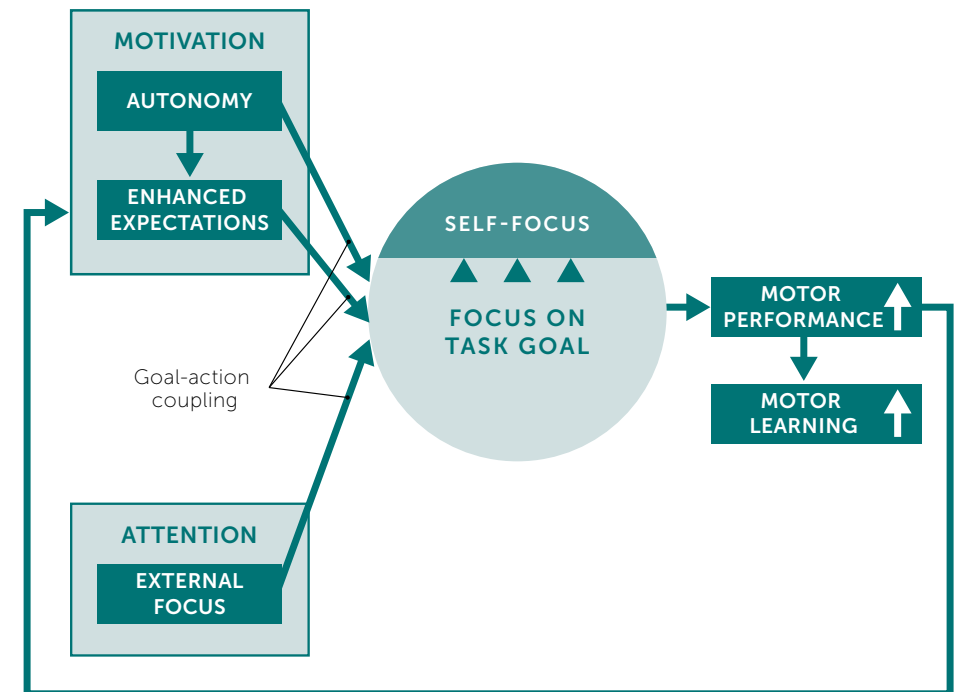 MOTIVATION
AUTONOMY
ENHANCED
EXPECTATIONS
SELF-FOCUS
FOCUS ON
TASK GOAL
MOTOR
PERFORMANCE
MOTOR
LEARNING
Goal-action
coupling
ATTENTION
EXTERNAL
FOCUS